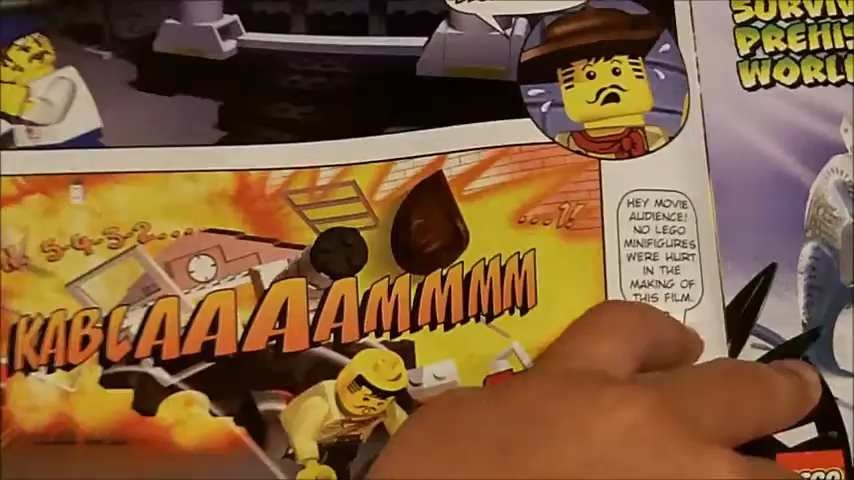 SURVIV
PREHIS
WORL
5-4-3-2...
...1!
KABLAAAAAMMMMM
HEY MOVIE
AUDIENCE!
NO LEGO
MINIFIGURES
WERE HURT
IN THE
MAKING OF
THIS FILM.
LEGO